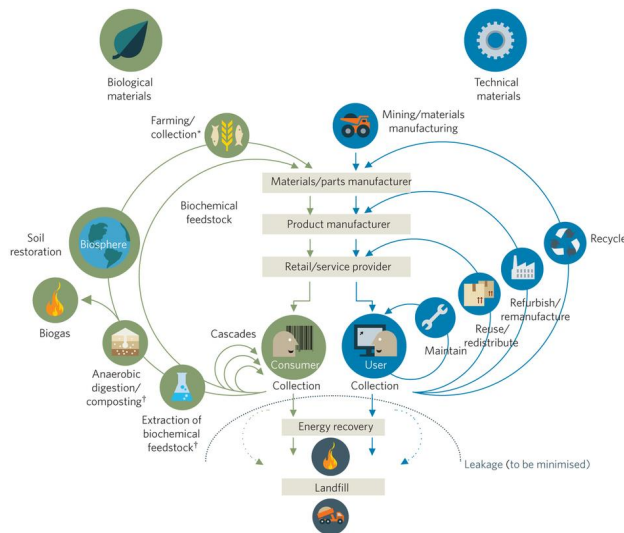 Biological
materials
Technical
materials
Farming/
collection*
Mining/materials
manufacturing
Materials/parts manufacturer
Biochemical
feedstock
Product manufacturer
Soil
restoration
Biosphere
Recycle
Retail/service provider
Refurbish/
remanufacture
Biogas
Reuse/
redistribute
Cascades
Maintain
Consumer
User
Anaerobic
digestion/
composting†
Collection
Collection
Extraction of
biochemical
feedstock†
Energy recovery
Leakage (to be minimised)
Landfill